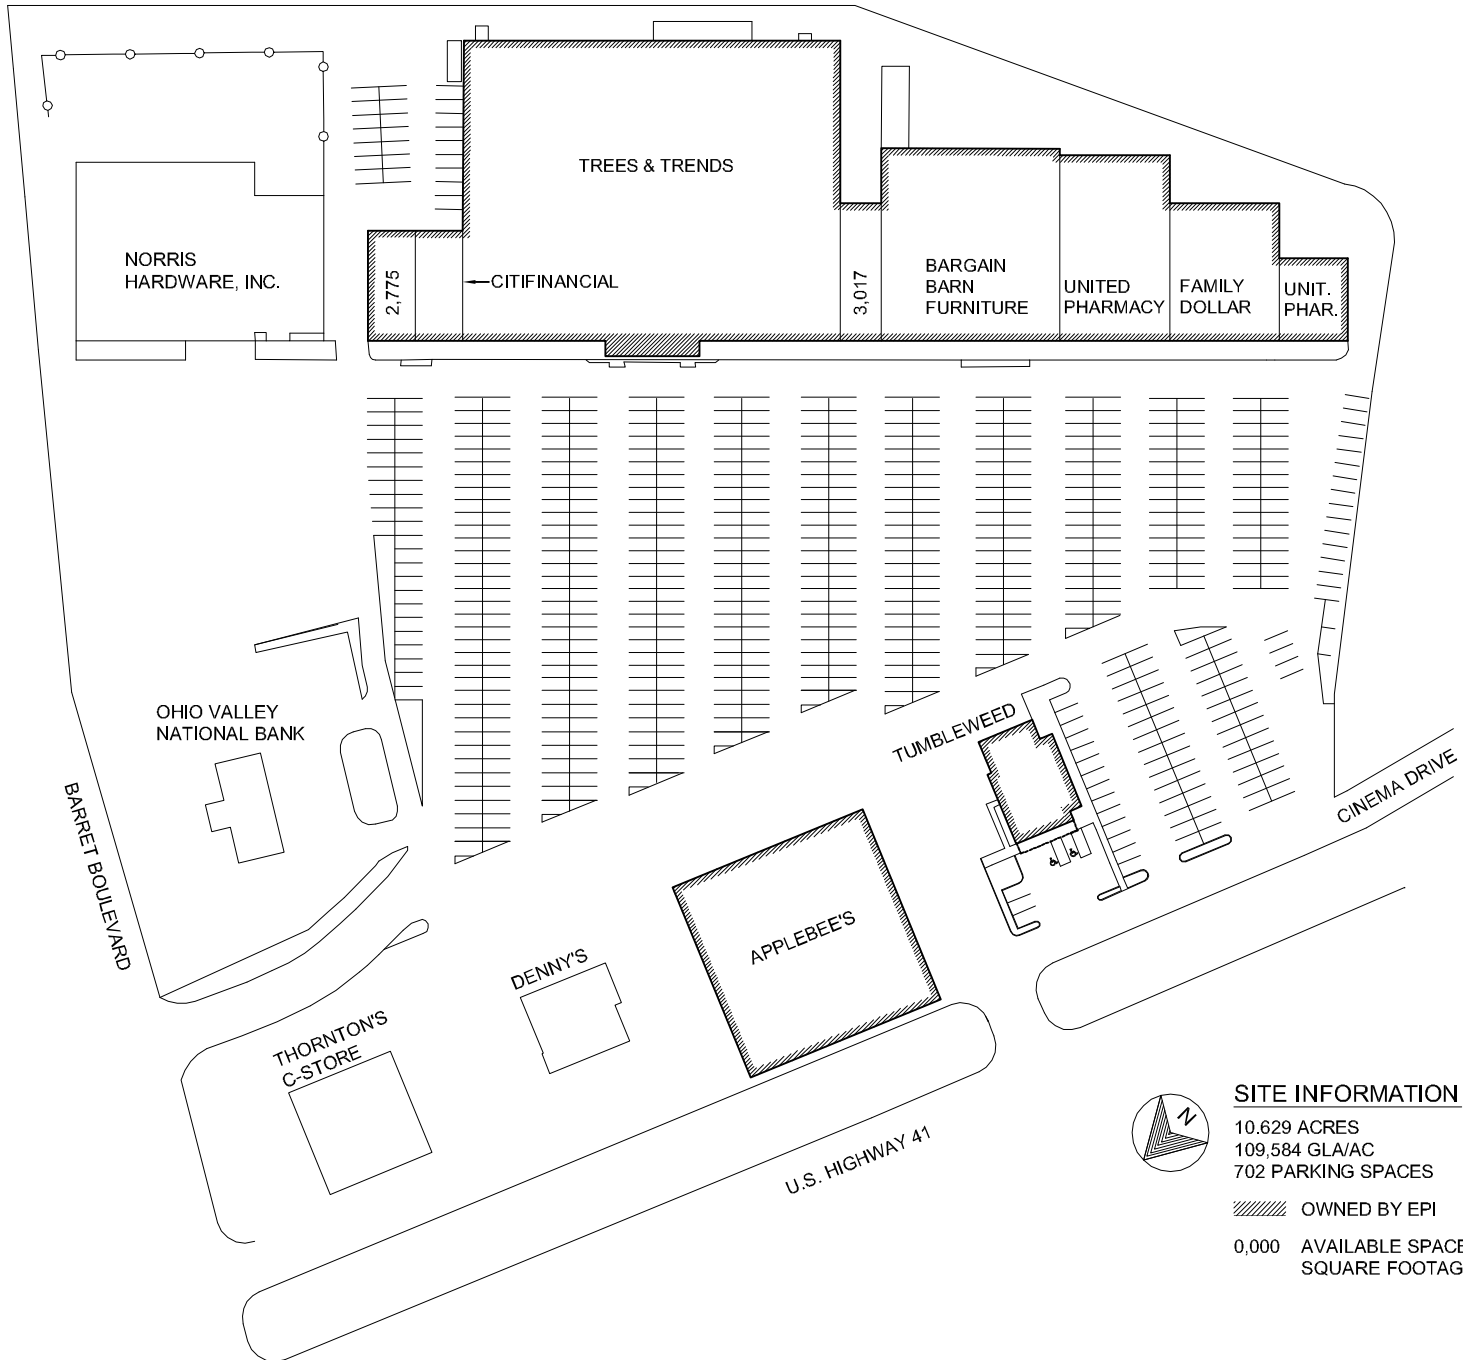 TREES & TRENDS
NORRIS
HARDWARE, INC.
2,775
CITIFINANCIAL
3,017
BARGAIN
BARN
FURNITURE
UNITED
PHARMACY
FAMILY
DOLLAR
UNIT.
PHAR.
OHIO VALLEY
NATIONAL BANK
BARRET BOULEVARD
TUMBLEWEED
CINEMA DRIVE
APPLEBEE'S
DENNY'S
THORNTON'S
C-STORE
U.S. HIGHWAY 41
N
SITE INFORMATION
10.629 ACRES
109,584 GLA/AC
702 PARKING SPACES
OWNED BY EPI
0,000 AVAILABLE SPACE
SQUARE FOOTAG